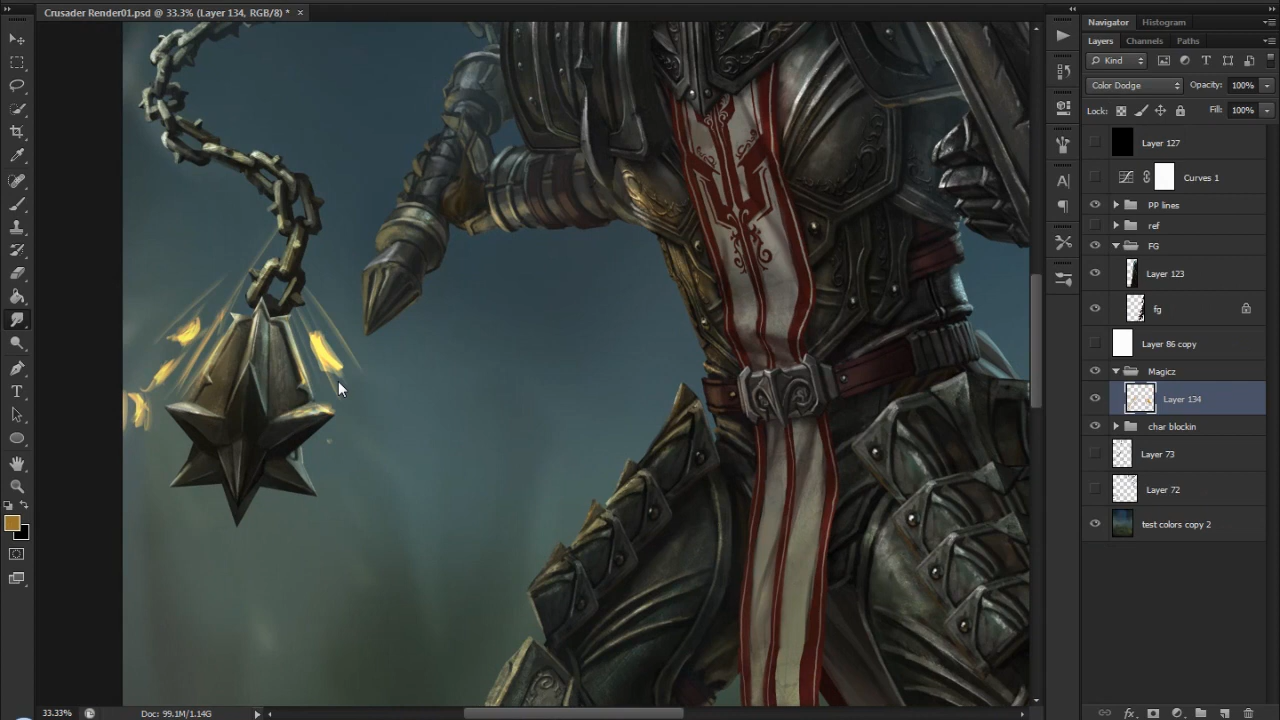 Crusader Render01.psd @ 33.3% (Layer 134, RGB/8) * ×
Navigator Histogram
Layers Channels Paths
Kind
Color Dodge Opacity: 100%
Lock: Fill: 100%
Layer 127
Curves 1
PP lines
ref
FG
Layer 123
fg
Layer 86 copy
Magicz
Layer 134
char blockin
Layer 73
Layer 72
test colors copy 2
33.33% Doc: 99.1M/1.14G